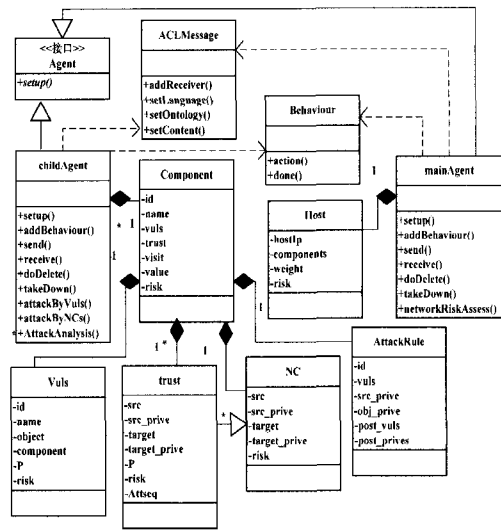 <<接口>>
Agent
+setup()
ACLMessage
+addReceiver()
+setLanguage()
+setOntology()
+setContent()
Behaviour
+action()
+done()
childAgent
+setup()
+addBehaviour()
+send()
+receive()
+doDelete()
+takeDown()
+attackByVuls()
+attackByNCs()
+AttackAnalysis()
*
1
*
Component
-id
-name
-vuls
-trust
-visit
-value
-risk
Host
-hostIp
-components
-weight
-risk
1
1
mainAgent
+setup()
+addBehaviour()
+send()
+receive()
+doDelete()
+takeDown()
+networkRiskAssess()
Vuls
-id
-name
-object
-component
-P
-risk
1
*
1
trust
-src
-src_prive
-target
-target_prive
-P
-risk
-Attseq
*
NC
-src
-src_prive
-target
-target_prive
-risk
AttackRule
-id
-vuls
-src_prive
-obj_prive
-post_vuls
-post_prives